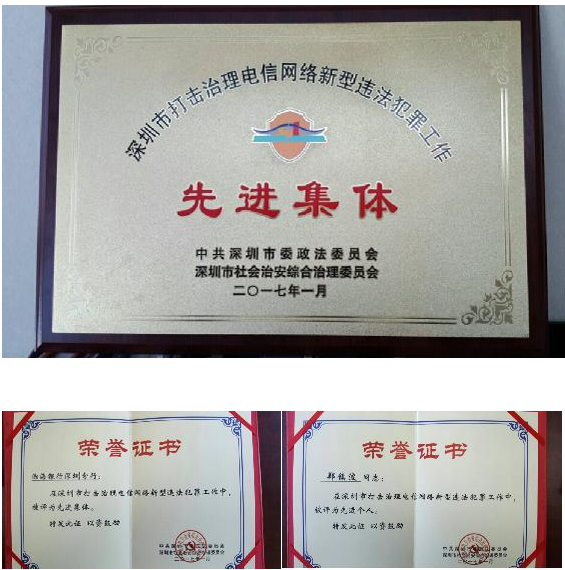 深圳市打击治理电信网络新型违法犯罪工作
先进集体
中共深圳市委政法委员会
深圳市社会治安综合治理委员会
二〇一七年一月
荣誉证书
渤海银行深圳分行:
在深圳市打击治理电信网络新型违法犯罪工作中,
被评为先进集体。
特发此证 以资鼓励
荣誉证书
同志:
在深圳市打击治理电信网络新型违法犯罪工作中,
被评为先进个人。
特发此证 以资鼓励